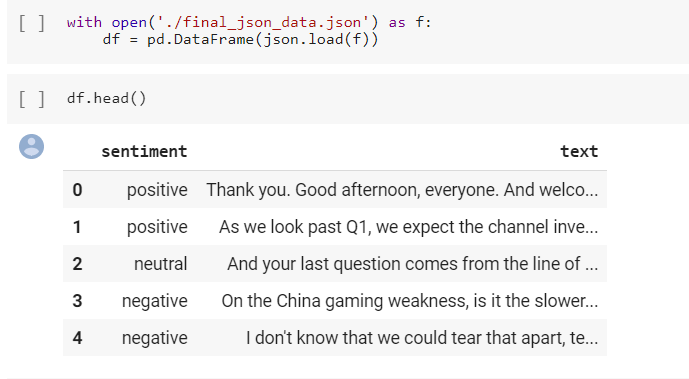 [ ] with open('./final_json_data.json') as f:
df = pd.DataFrame(json.load(f))
[ ] df.head()
sentiment text
0 positive Thank you. Good afternoon, everyone. And welco...
1 positive As we look past Q1, we expect the channel inve...
2 neutral And your last question comes from the line of ...
3 negative On the China gaming weakness, is it the slower...
4 negative I don't know that we could tear that apart, te...